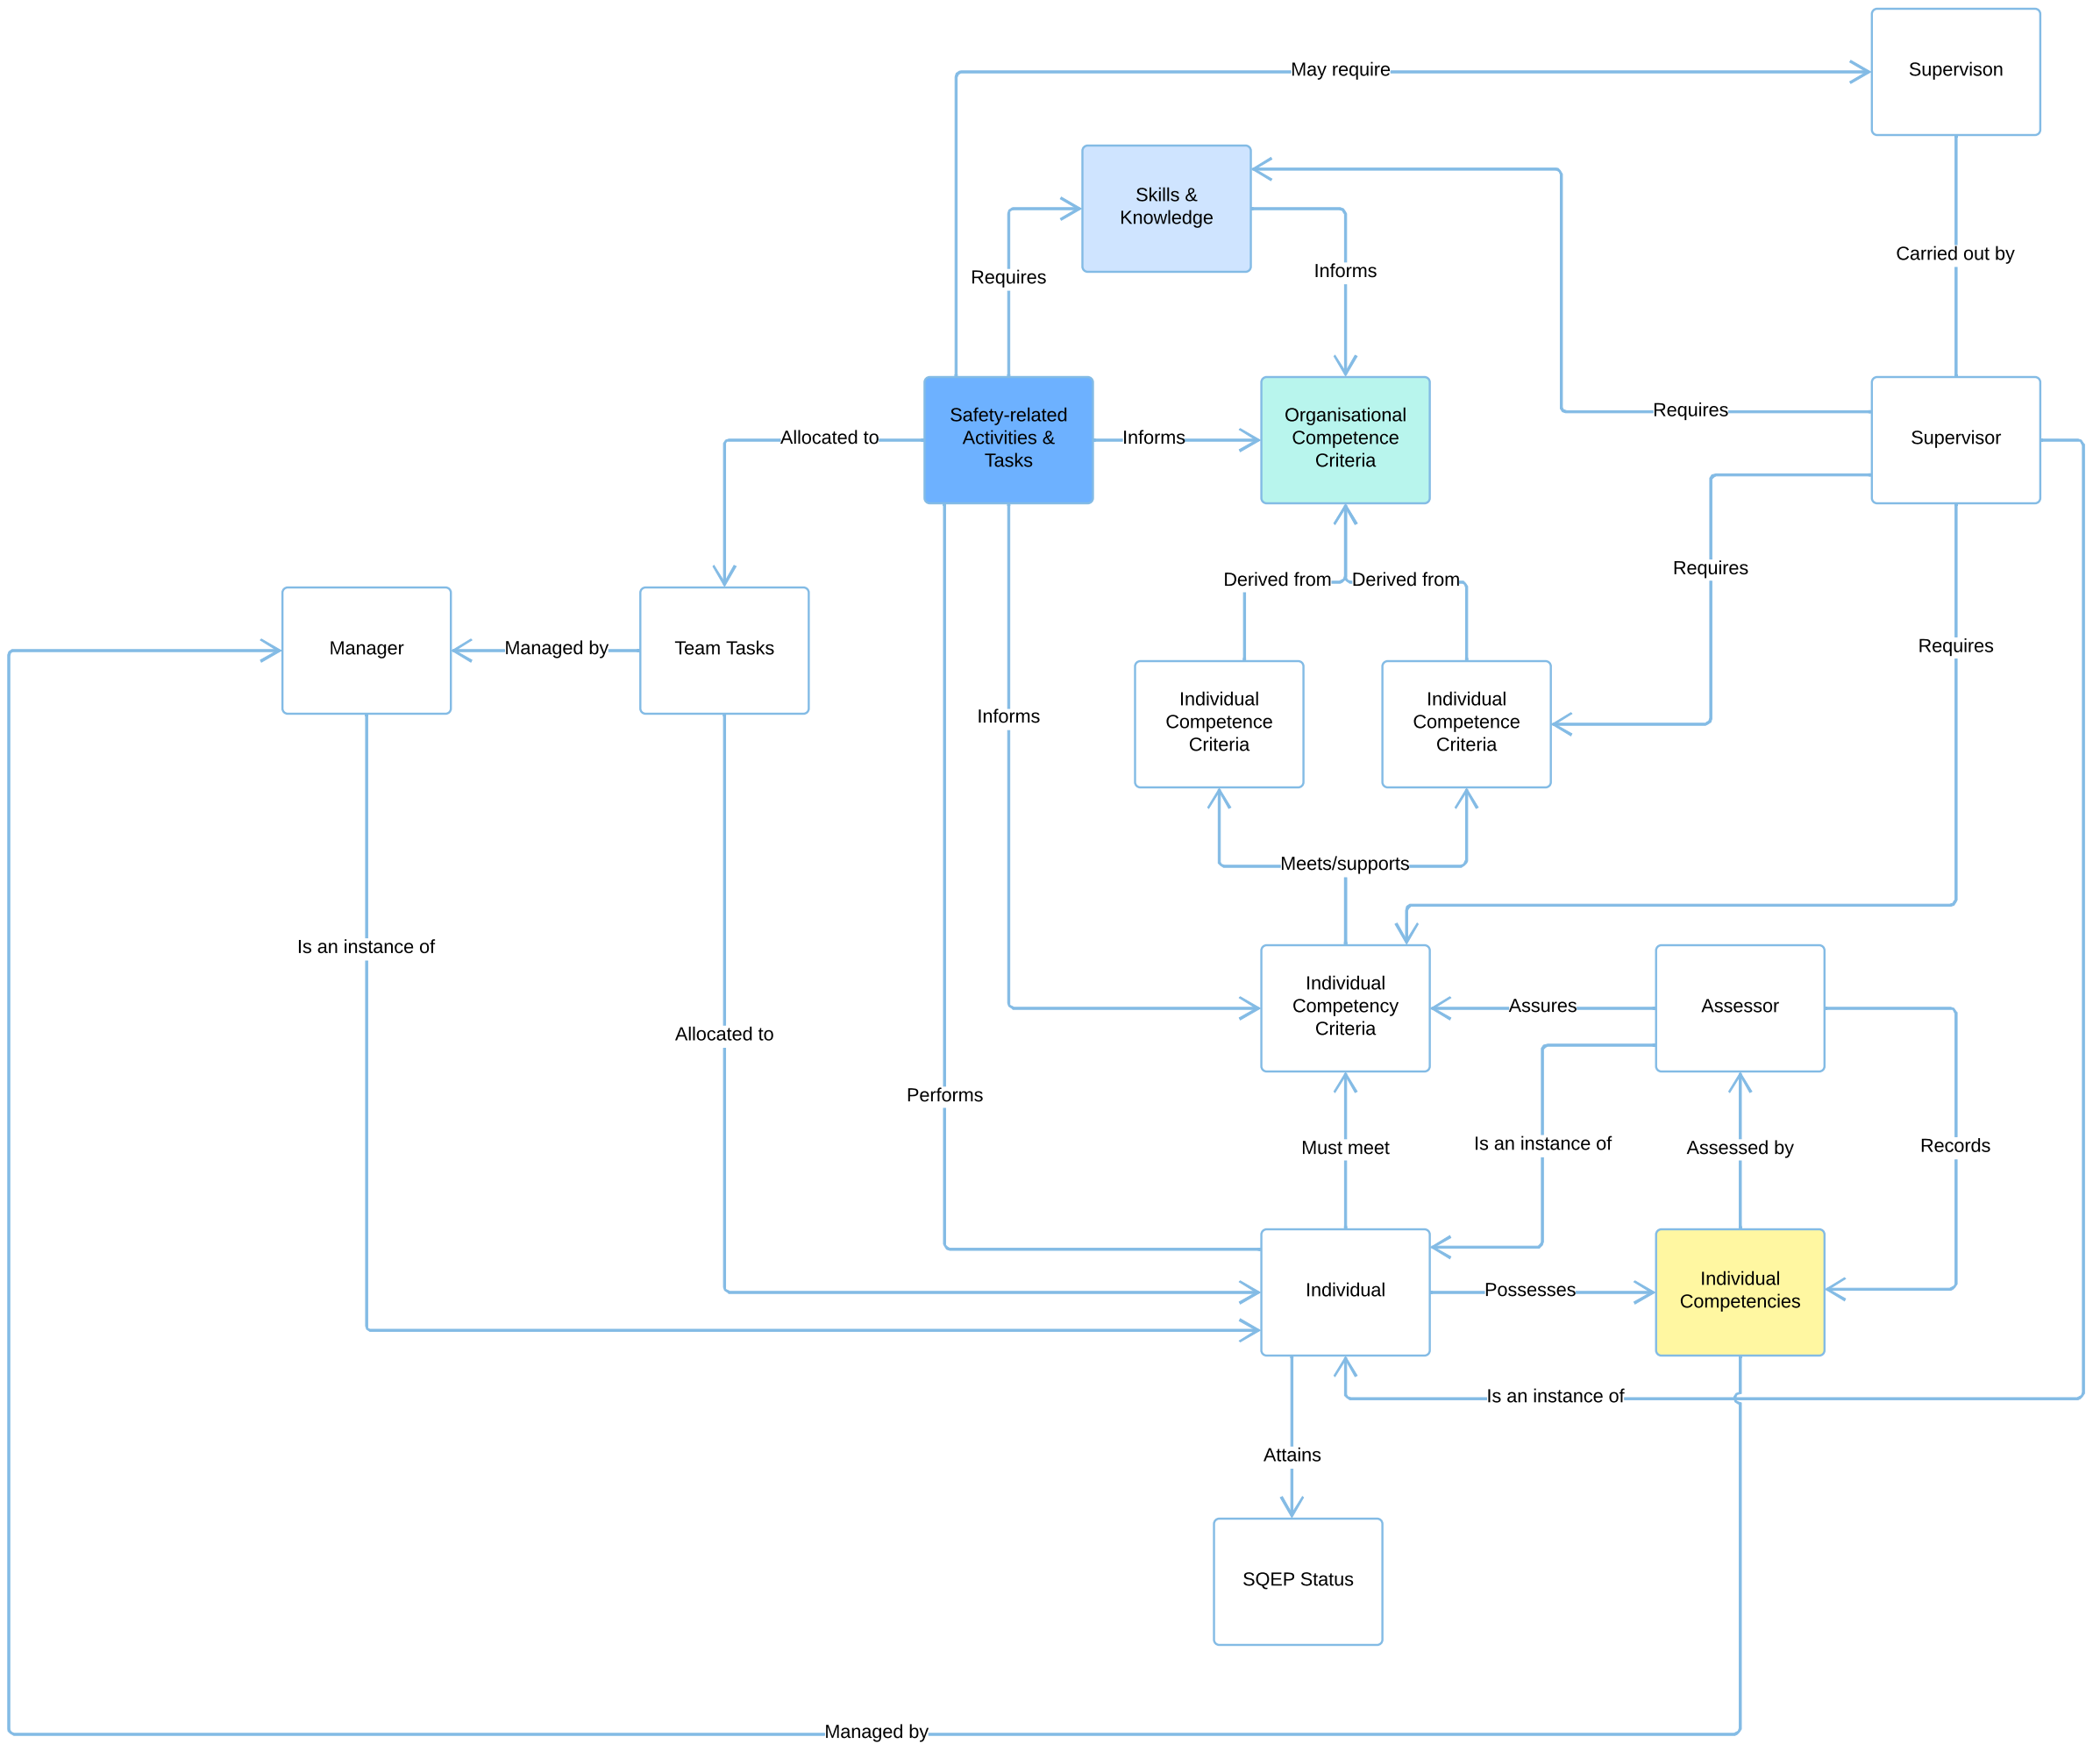 Supervison
May require
Skills &
Knowledge
Carried out by
Requires
Informs
Safety-related
Activities &
Tasks
Organisational
Competence
Criteria
Requires
Supervisor
Allocated to
Informs
Requires
Derived from
Derived from
Manager
Managed by
Team Tasks
Requires
Individual
Competence
Criteria
Individual
Competence
Criteria
Informs
Meets/supports
Is an instance of
Individual
Competency
Criteria
Assures
Assessor
Allocated to
Performs
Must meet
Is an instance of
Assessed by
Records
Individual
Possesses
Individual
Competencies
Is an instance of
Attains
SQEP Status
Managed by